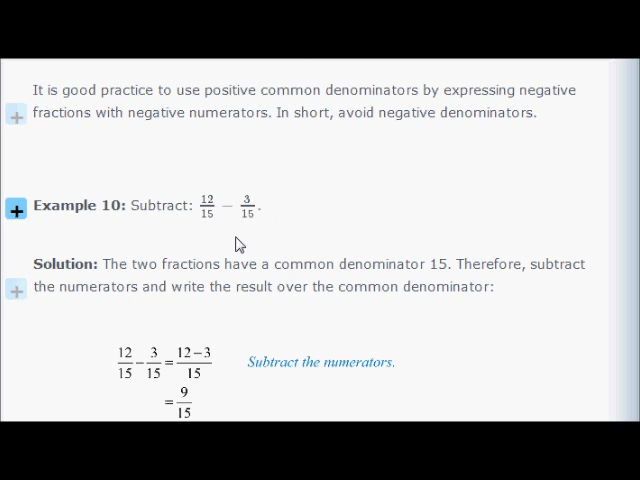 It is good practice to use positive common denominators by expressing negative
fractions with negative numerators. In short, avoid negative denominators.
Example 10: Subtract: 12/15 − 3/15.
Solution: The two fractions have a common denominator 15. Therefore, subtract
the numerators and write the result over the common denominator:
12/15 − 3/15 = 12−3/15 Subtract the numerators.
= 9/15